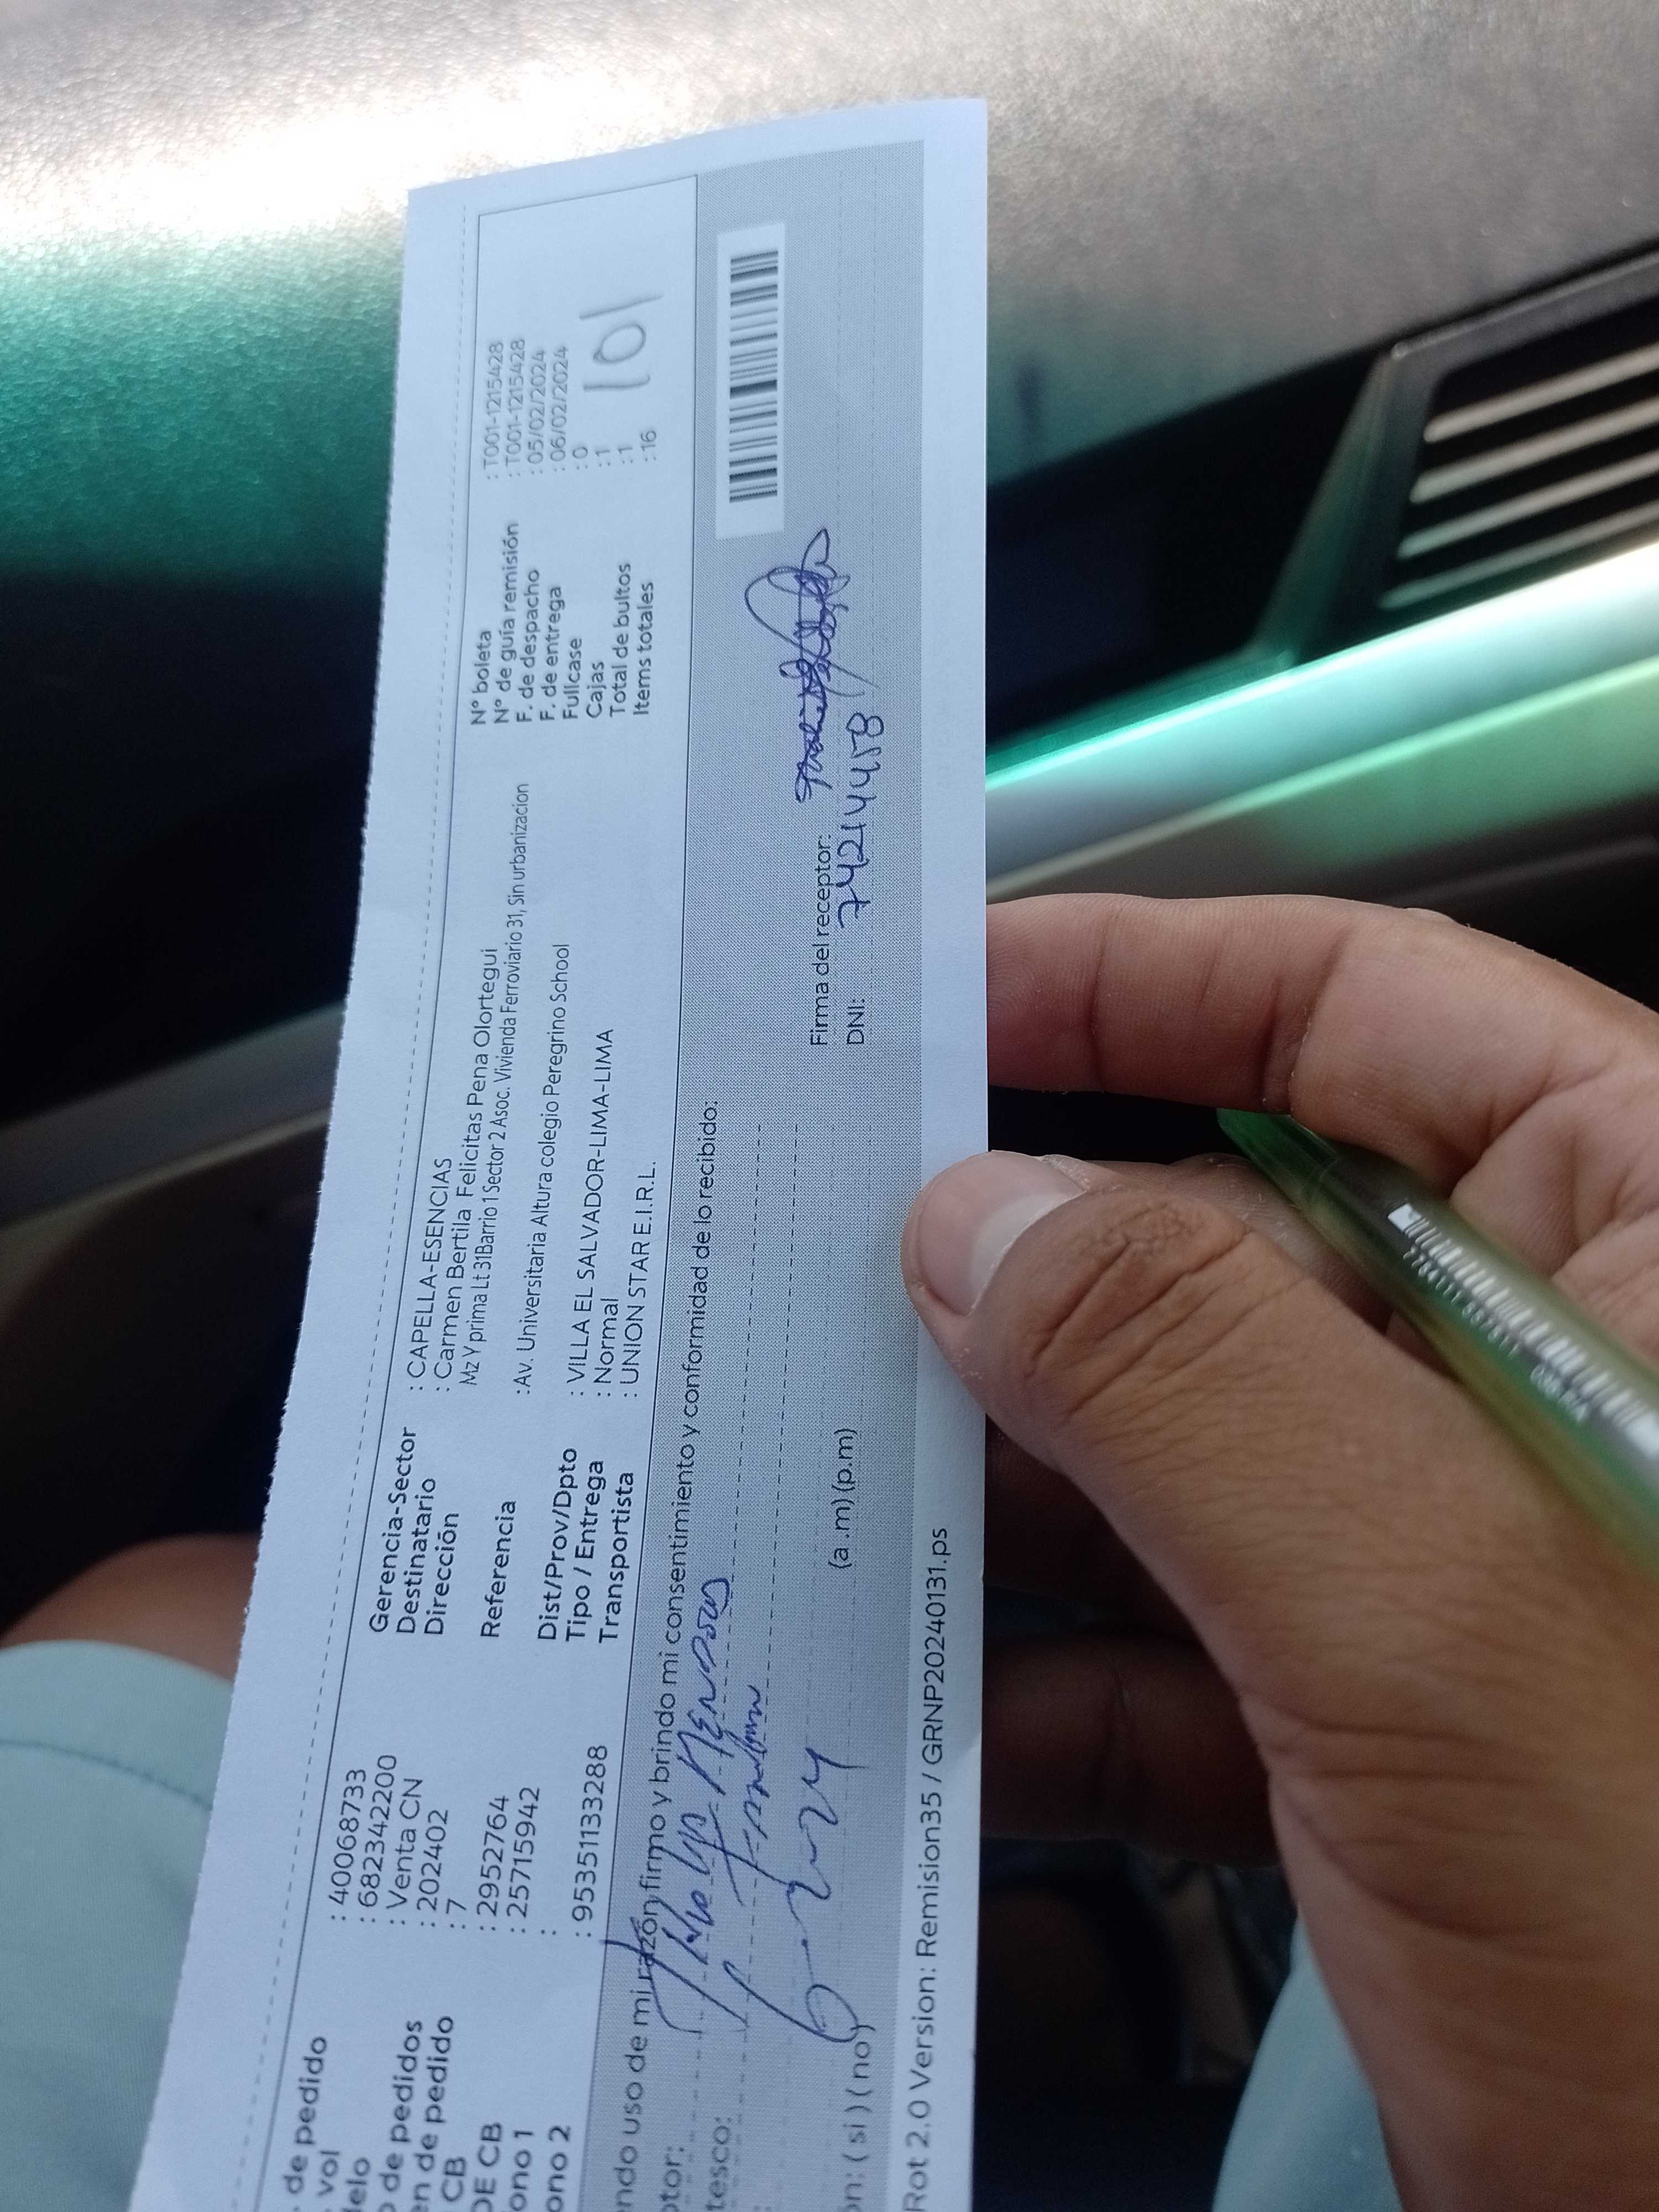 de pedido : 400068733
vol : 6823422200
delo : Venta CN
de pedidos : 202402
en de pedido : 7
CB : 29527764
DE CB : 25715942
ono 1 :
ono 2 : 953511133288
Gerencia-Sector : CAPELLA-ESENCIAS
Destinatario : Carmen Bertila Felicitas Pena Olortegui
Dirección Mz Y prima Lt 31Barrio 1 Sector 2 Asoc. Vivienda Ferroviario 31, Sin urbanizacion
Referencia : Av. Universitaria Altura colegio Peregrino School
Dist/Prov/Dpto : VILLA EL SALVADOR-LIMA-LIMA
Tipo / Entrega : Normal
Transportista : UNION STAR E.I.R.L.
N° boleta : T001-1215428
N° de guía remisión : T001-1215428
F. de despacho : 05/02/2024
F. de entrega : 06/02/2024
Fullcase : 0
Cajas : 1
Total de bultos : 1
Items totales : 16
101
ndo uso de mi razón firmo y brindo mi consentimiento y conformidad de lo recibido:
ptor:
tesco:
Firma del receptor:
DNI: 74214458
ón: ( si ) ( no ) (a.m) (p.m)
Rot 2.0 Version: Remision35 / GRNP20240131.ps